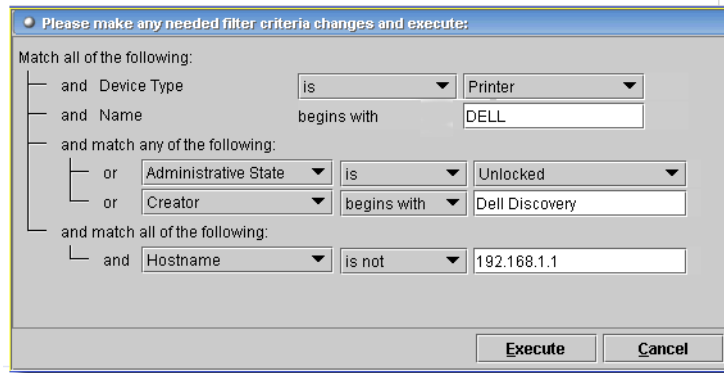 Please make any needed filter criteria changes and execute:
Match all of the following:
and Device Type is Printer
and Name begins with DELL
and match any of the following:
or Administrative State is Unlocked
or Creator begins with Dell Discovery
and match all of the following:
and Hostname is not 192.168.1.1
Execute Cancel